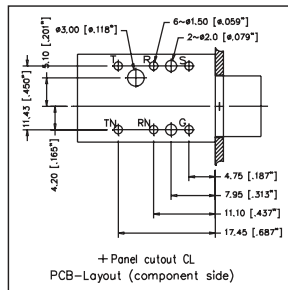 6-ø1.50 [ø.059"]
ø3.00 [ø.118"]
2-ø2.0 [ø.079"]
T R S
5.10 [.201"]
11.43 [.450"]
4.20 [.165"]
TN RN G
4.75 [.187"]
7.95 [.313"]
11.10 [.437"]
17.45 [.687"]
+ Panel cutout CL
PCB-Layout (component side)